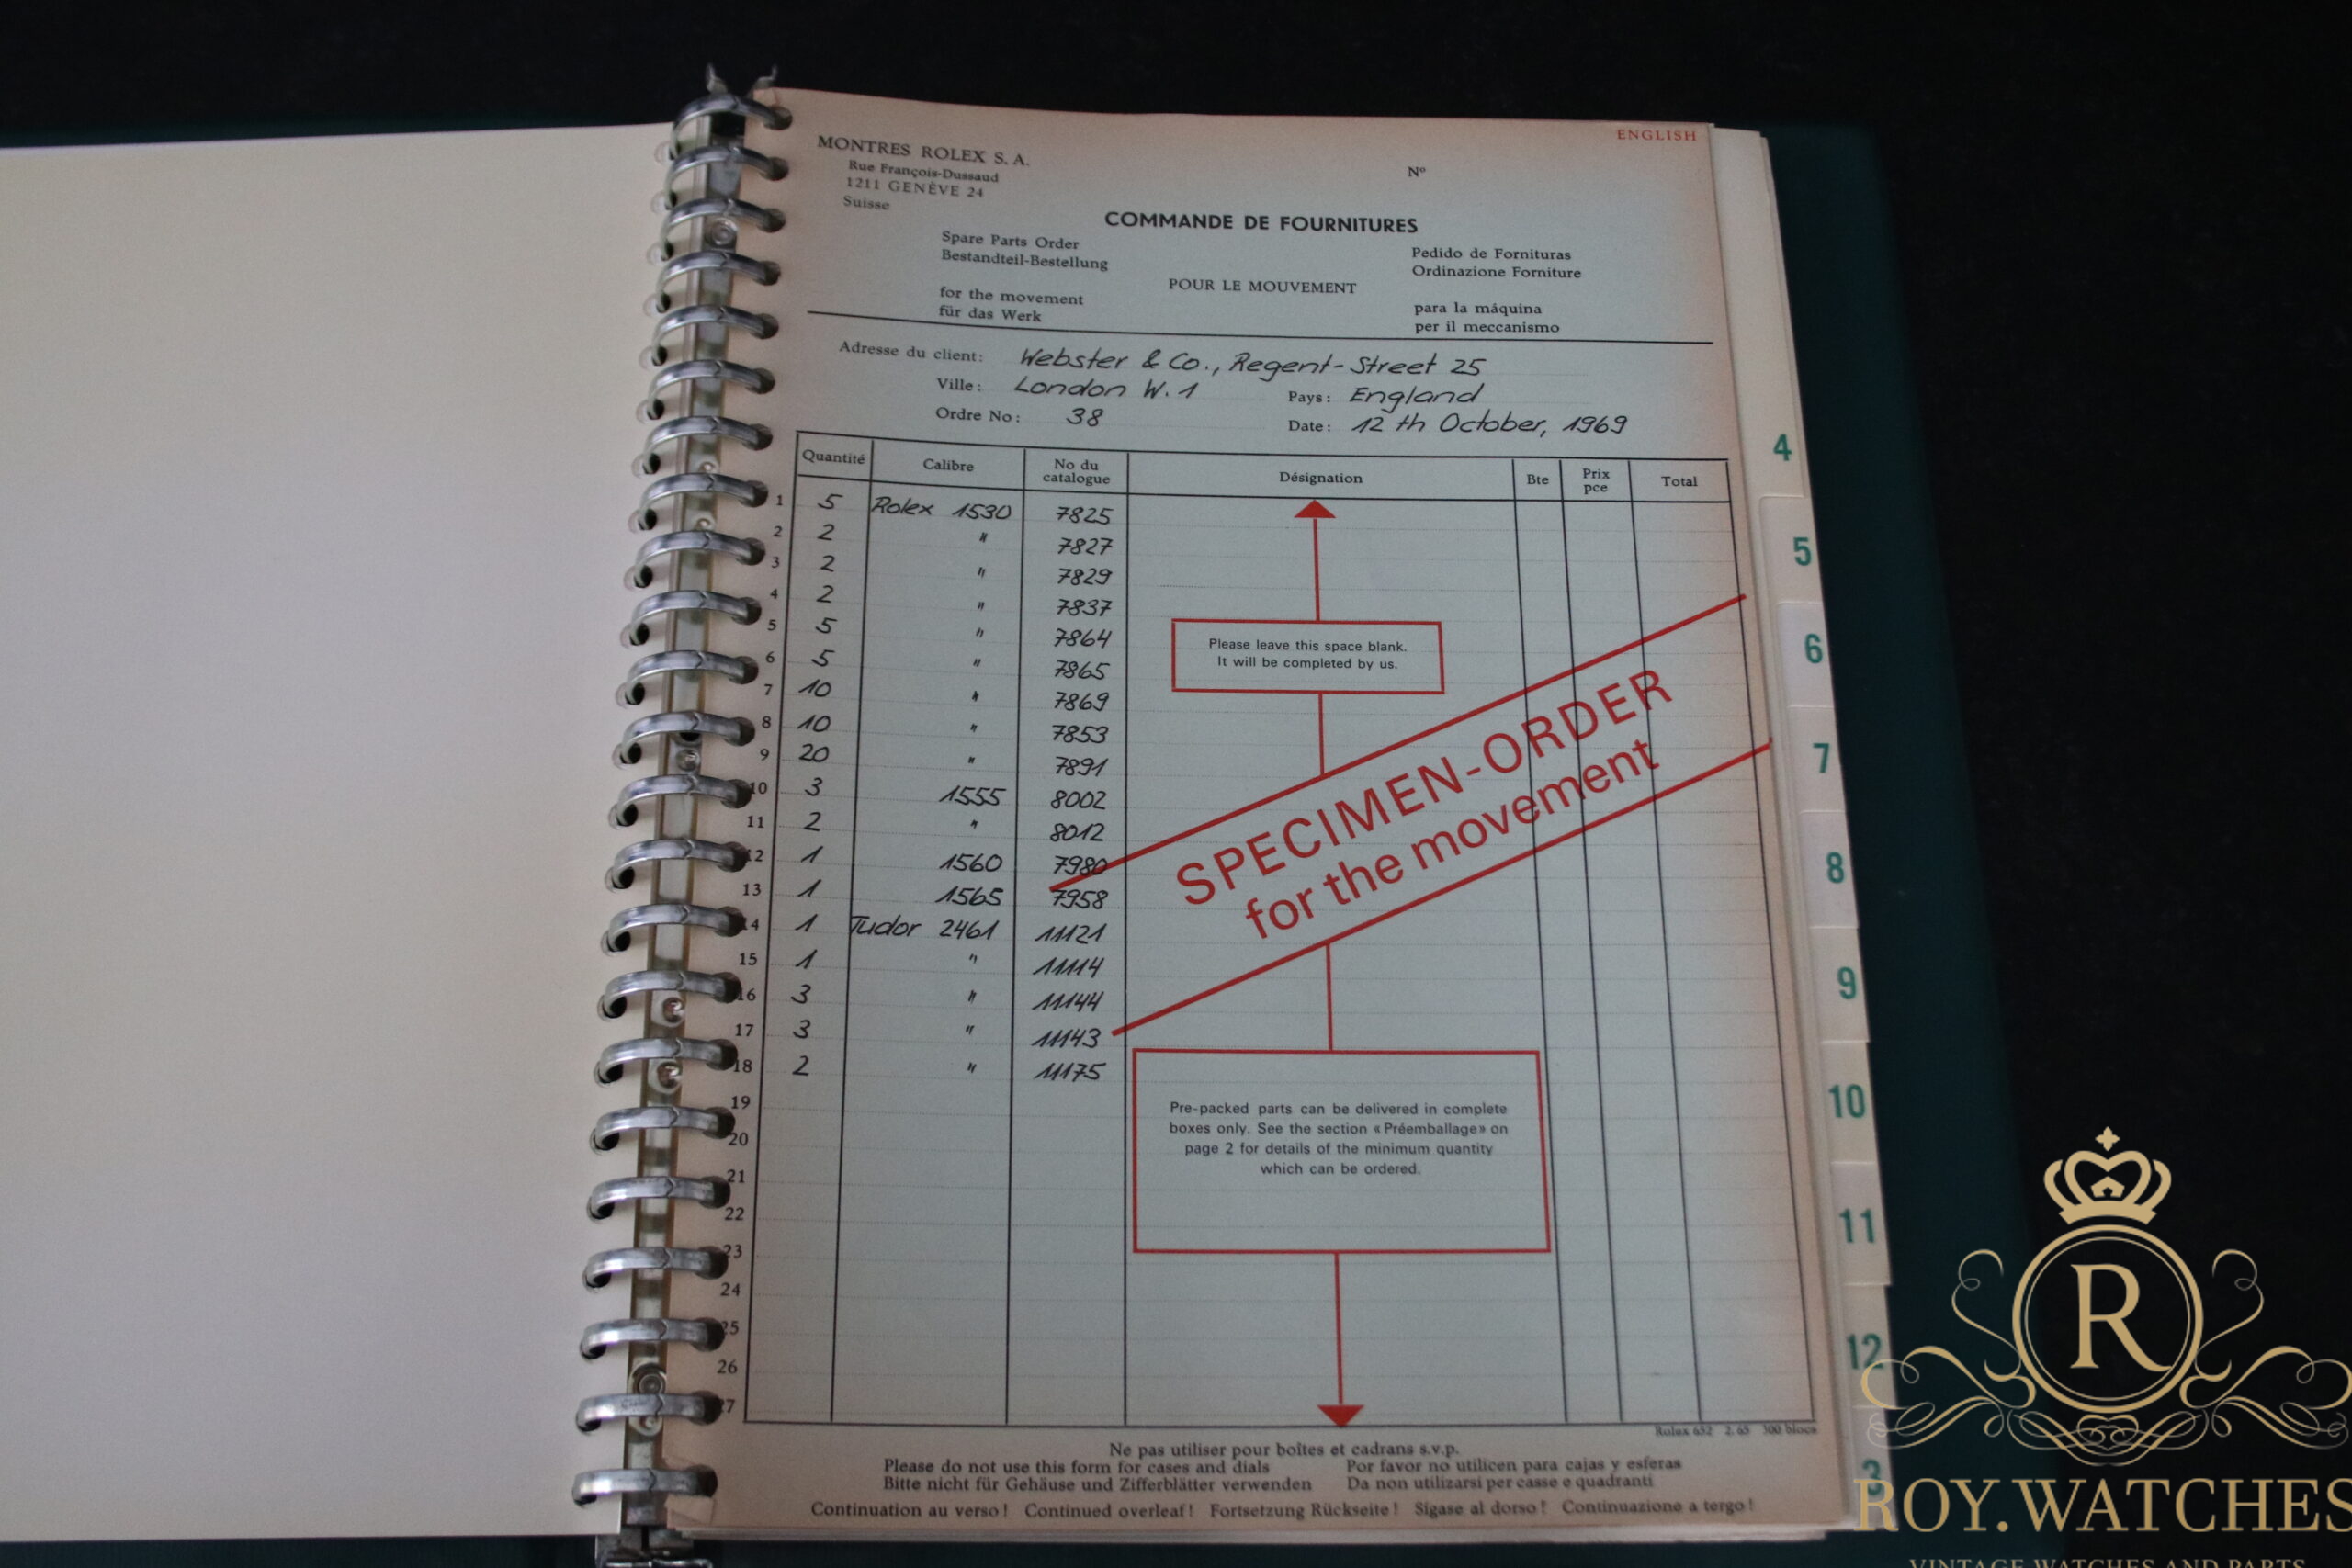 ENGLISH
MONTRES ROLEX S. A.
Rue François-Dussaud
1211 GENÈVE 24
Suisse
Nº
COMMANDE DE FOURNITURES
Spare Parts Order
Bestandteil-Bestellung
Pedido de Fornituras
Ordinazione Forniture
POUR LE MOUVEMENT
for the movement
für das Werk
para la máquina
per il meccanismo
Adresse du client: Webster & Co., Regent-Street 25
Ville: London W.1 Pays: England
Ordre No: 38 Date: 12 th October, 1969
Quantité Calibre No du catalogue Désignation Bte Prix pce Total
1 5 Rolex 1530 7825
2 2 " 7827
3 2 " 7829
4 2 " 7837
5 5 " 7864
6 5 " 7865
7 10 " 7869
8 10 " 7853
9 20 " 7891
10 3 1555 8002
11 2 " 8012
12 1 1560 7980
13 1 1565 7958
14 1 Tudor 2461 11121
15 1 " 11114
16 3 " 11144
17 3 " 11143
18 2 " 11175
19
20
21
22
23
24
25
26
27
Please leave this space blank.
It will be completed by us.
SPECIMEN-ORDER
for the movement
Pre-packed parts can be delivered in complete
boxes only. See the section «Préemballage» on
page 2 for details of the minimum quantity
which can be ordered.
Rolex 652 2.65 300 blocs
Ne pas utiliser pour boîtes et cadrans s.v.p.
Please do not use this form for cases and dials Por favor no utilicen para cajas y esferas
Bitte nicht für Gehäuse und Zifferblätter verwenden Da non utilizarsi per casse e quadranti
Continuation au verso! Continued overleaf! Fortsetzung Rückseite! Sígase al dorso! Continuazione a tergo!
4
5
6
7
8
9
10
11
12
3
R
ROY.WATCHES
VINTAGE WATCHES AND PARTS